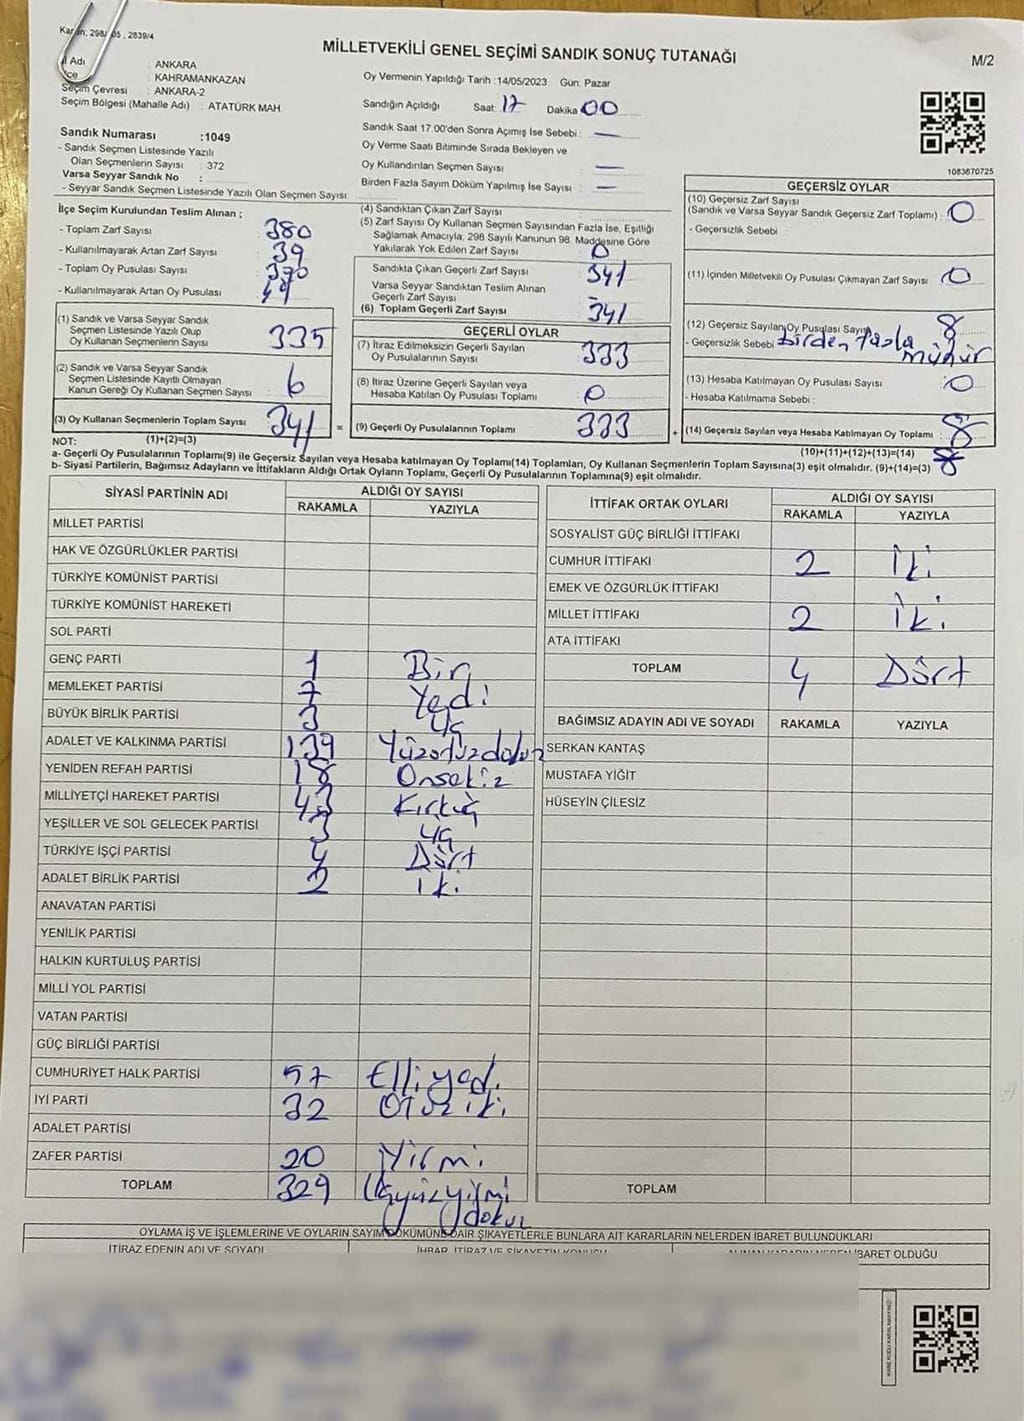 Karar: 298/105, 2839/4
MİLLETVEKİLİ GENEL SEÇİMİ SANDIK SONUÇ TUTANAĞI
M/2
İl Adı : ANKARA
İlçe : KAHRAMANKAZAN
Seçim Çevresi : ANKARA-2
Seçim Bölgesi (Mahalle Adı) : ATATÜRK MAH
Sandık Numarası :1049
- Sandık Seçmen Listesinde Yazılı
Olan Seçmenlerin Sayısı : 372
Varsa Seyyar Sandık No :
- Seyyar Sandık Seçmen Listesinde Yazılı Olan Seçmen Sayısı:
Oy Vermenin Yapıldığı Tarih :14/05/2023 Gün: Pazar
Sandığın Açıldığı Saat: 17 Dakika 00
Sandık Saat 17:00'den Sonra Açımış İse Sebebi : —
Oy Verme Saati Bitiminde Sırada Bekleyen ve
Oy Kullandırılan Seçmen Sayısı —
Birden Fazla Sayım Döküm Yapılmış İse Sayısı : —
1083670725
İlçe Seçim Kurulundan Teslim Alınan ;
- Toplam Zarf Sayısı : 380
- Kullanılmayarak Artan Zarf Sayısı : 39
- Toplam Oy Pusulası Sayısı : 370
- Kullanılmayarak Artan Oy Pusulası :
(1) Sandık ve Varsa Seyyar Sandık
Seçmen Listesinde Yazılı Olup
Oy Kullanan Seçmenlerin Sayısı : 335
(2) Sandık ve Varsa Seyyar Sandık
Seçmen Listesinde Kayıtlı Olmayan
Kanun Gereği Oy Kullanan Seçmen Sayısı : 6
(3) Oy Kullanan Seçmenlerin Toplam Sayısı : 341
(1)+(2)=(3)
(4) Sandıktan Çıkan Zarf Sayısı :
(5) Zarf Sayısı Oy Kullanan Seçmen Sayısından Fazla İse, Eşitliği
Sağlamak Amacıyla, 298 Sayılı Kanunun 98. Maddesine Göre
Yakılarak Yok Edilen Zarf Sayısı : 0
Sandıkta Çıkan Geçerli Zarf Sayısı : 341
Varsa Seyyar Sandıktan Teslim Alınan
Geçerli Zarf Sayısı : -
(6) Toplam Geçerli Zarf Sayısı : 341
GEÇERLİ OYLAR
(7) İtiraz Edilmeksizin Geçerli Sayılan
Oy Pusulalarının Sayısı : 333
(8) İtiraz Üzerine Geçerli Sayılan veya
Hesaba Katılan Oy Pusulası Toplamı : 0
= (9) Geçerli Oy Pusulalarının Toplamı : 333
GEÇERSİZ OYLAR
(10) Geçersiz Zarf Sayısı
(Sandık ve Varsa Seyyar Sandık Geçersiz Zarf Toplamı) : 0
- Geçersizlik Sebebi :
(11) İçinden Milletvekili Oy Pusulası Çıkmayan Zarf Sayısı : 0
(12) Geçersiz Sayılan Oy Pusulası Sayısı : 8
- Geçersizlik Sebebi : Birden fazla
mühür
(13) Hesaba Katılmayan Oy Pusulası Sayısı : 0
- Hesaba Katılmama Sebebi :
+ (14) Geçersiz Sayılan veya Hesaba Katılmayan Oy Toplamı : 8
(10)+(11)+(12)+(13)=(14)
8
NOT:
a- Geçerli Oy Pusulalarının Toplamı(9) ile Geçersiz Sayılan veya Hesaba katılmayan Oy Toplamı(14) Toplamları, Oy Kullanan Seçmenlerin Toplam Sayısına(3) eşit olmalıdır. (9)+(14)=(3)
b- Siyasi Partilerin, Bağımsız Adayların ve İttifakların Aldığı Ortak Oyların Toplamı, Geçerli Oy Pusulalarının Toplamına(9) eşit olmalıdır.
SİYASİ PARTİNİN ADI
ALDIĞI OY SAYISI
RAKAMLA YAZIYLA
MİLLET PARTİSİ
HAK VE ÖZGÜRLÜKLER PARTİSİ
TÜRKİYE KOMÜNİST PARTİSİ
TÜRKİYE KOMÜNİST HAREKETİ
SOL PARTİ
GENÇ PARTİ 1 Bir
MEMLEKET PARTİSİ 7 Yedi
BÜYÜK BİRLİK PARTİSİ 3 Üç
ADALET VE KALKINMA PARTİSİ 139 Yüzotuzdokuz
YENİDEN REFAH PARTİSİ 18 Onsekiz
MİLLİYETÇİ HAREKET PARTİSİ 43 Kırküç
YEŞİLLER VE SOL GELECEK PARTİSİ 3 Üç
TÜRKİYE İŞÇİ PARTİSİ 4 Dört
ADALET BİRLİK PARTİSİ 2 İki
ANAVATAN PARTİSİ
YENİLİK PARTİSİ
HALKIN KURTULUŞ PARTİSİ
MİLLİ YOL PARTİSİ
VATAN PARTİSİ
GÜÇ BİRLİĞİ PARTİSİ
CUMHURİYET HALK PARTİSİ 57 Elliyedi
İYİ PARTİ 32 Otuziki
ADALET PARTİSİ
ZAFER PARTİSİ 20 Yirmi
TOPLAM 329 Üçyüzyirmi
dokuz
İTTİFAK ORTAK OYLARI
ALDIĞI OY SAYISI
RAKAMLA YAZIYLA
SOSYALİST GÜÇ BİRLİĞİ İTTİFAKI
CUMHUR İTTİFAKI 2 İki
EMEK VE ÖZGÜRLÜK İTTİFAKI
MİLLET İTTİFAKI 2 İki
ATA İTTİFAKI
TOPLAM 4 Dört
BAĞIMSIZ ADAYIN ADI VE SOYADI RAKAMLA YAZIYLA
SERKAN KANTAŞ
MUSTAFA YİĞİT
HÜSEYİN ÇİLESİZ
TOPLAM
OYLAMA İŞ VE İŞLEMLERİNE VE OYLARIN SAYIM DÖKÜMÜNE DAİR ŞİKAYETLERLE BUNLARA AİT KARARLARIN NELERDEN İBARET BULUNDUKLARI
İTİRAZ EDENİN ADI VE SOYADI İHBAR, İTİRAZ VE ŞİKAYETİN KONUSU ALINAN KARARIN NEDEN İBARET OLDUĞU